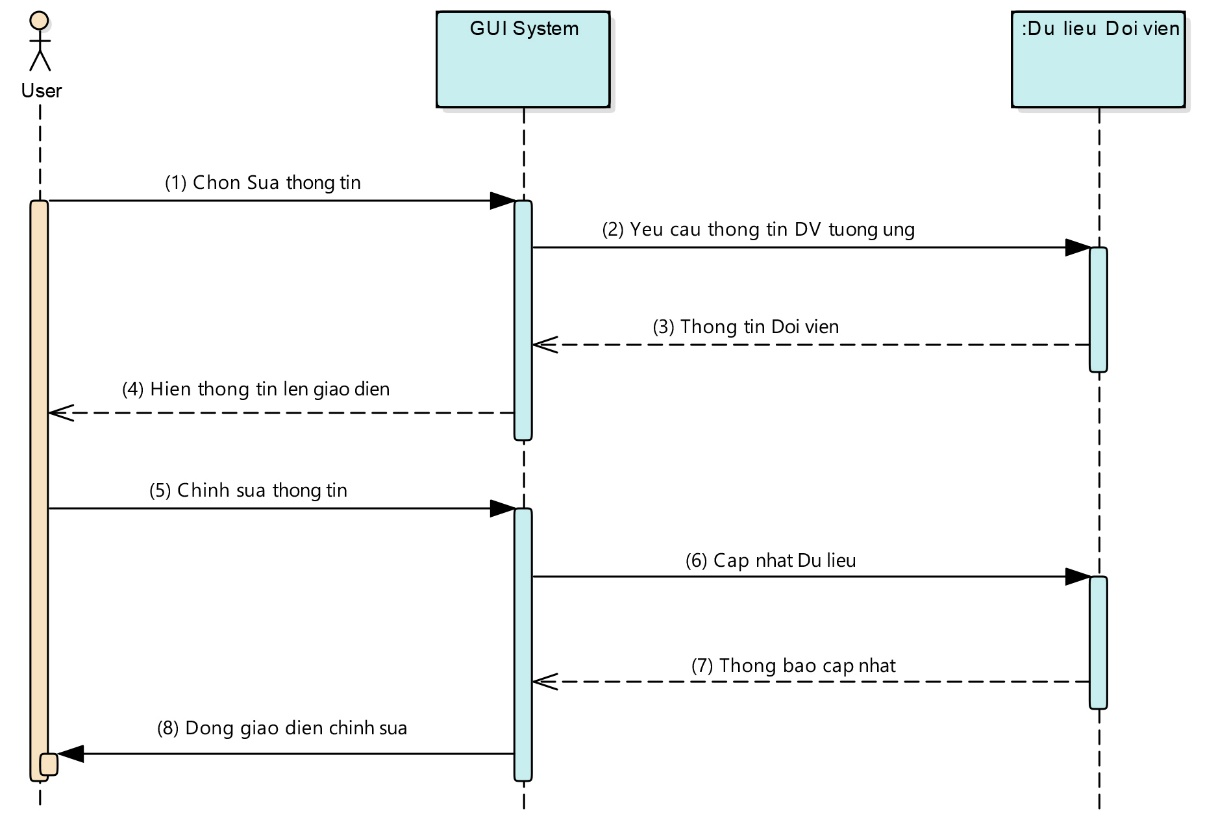 GUI System
:Du lieu Doi vien
User
(1) Chon Sua thong tin
(2) Yeu cau thong tin DV tuong ung
(3) Thong tin Doi vien
(4) Hien thong tin len giao dien
(5) Chinh sua thong tin
(6) Cap nhat Du lieu
(7) Thong bao cap nhat
(8) Dong giao dien chinh sua